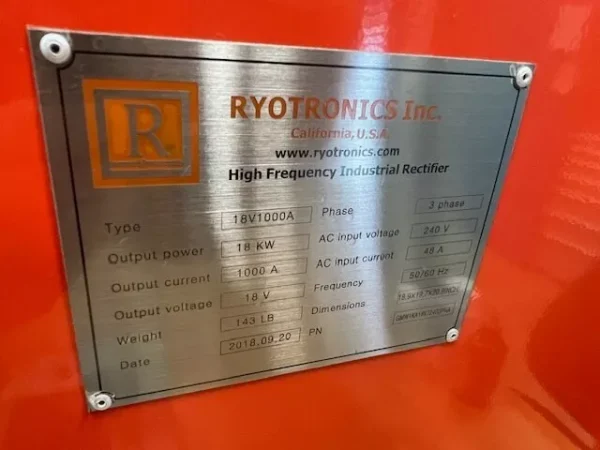 R
RYOTRONICS Inc.
California, U.S.A.
www.ryotronics.com
High Frequency Industrial Rectifier
Type 18V1000A Phase 3 phase
Output power 18 KW AC input voltage 240 V
Output current 1000 A AC input current 48 A
Output voltage 18 V Frequency 50/60 Hz
Weight 143 LB Dimensions
Date 2018.09.20 PN